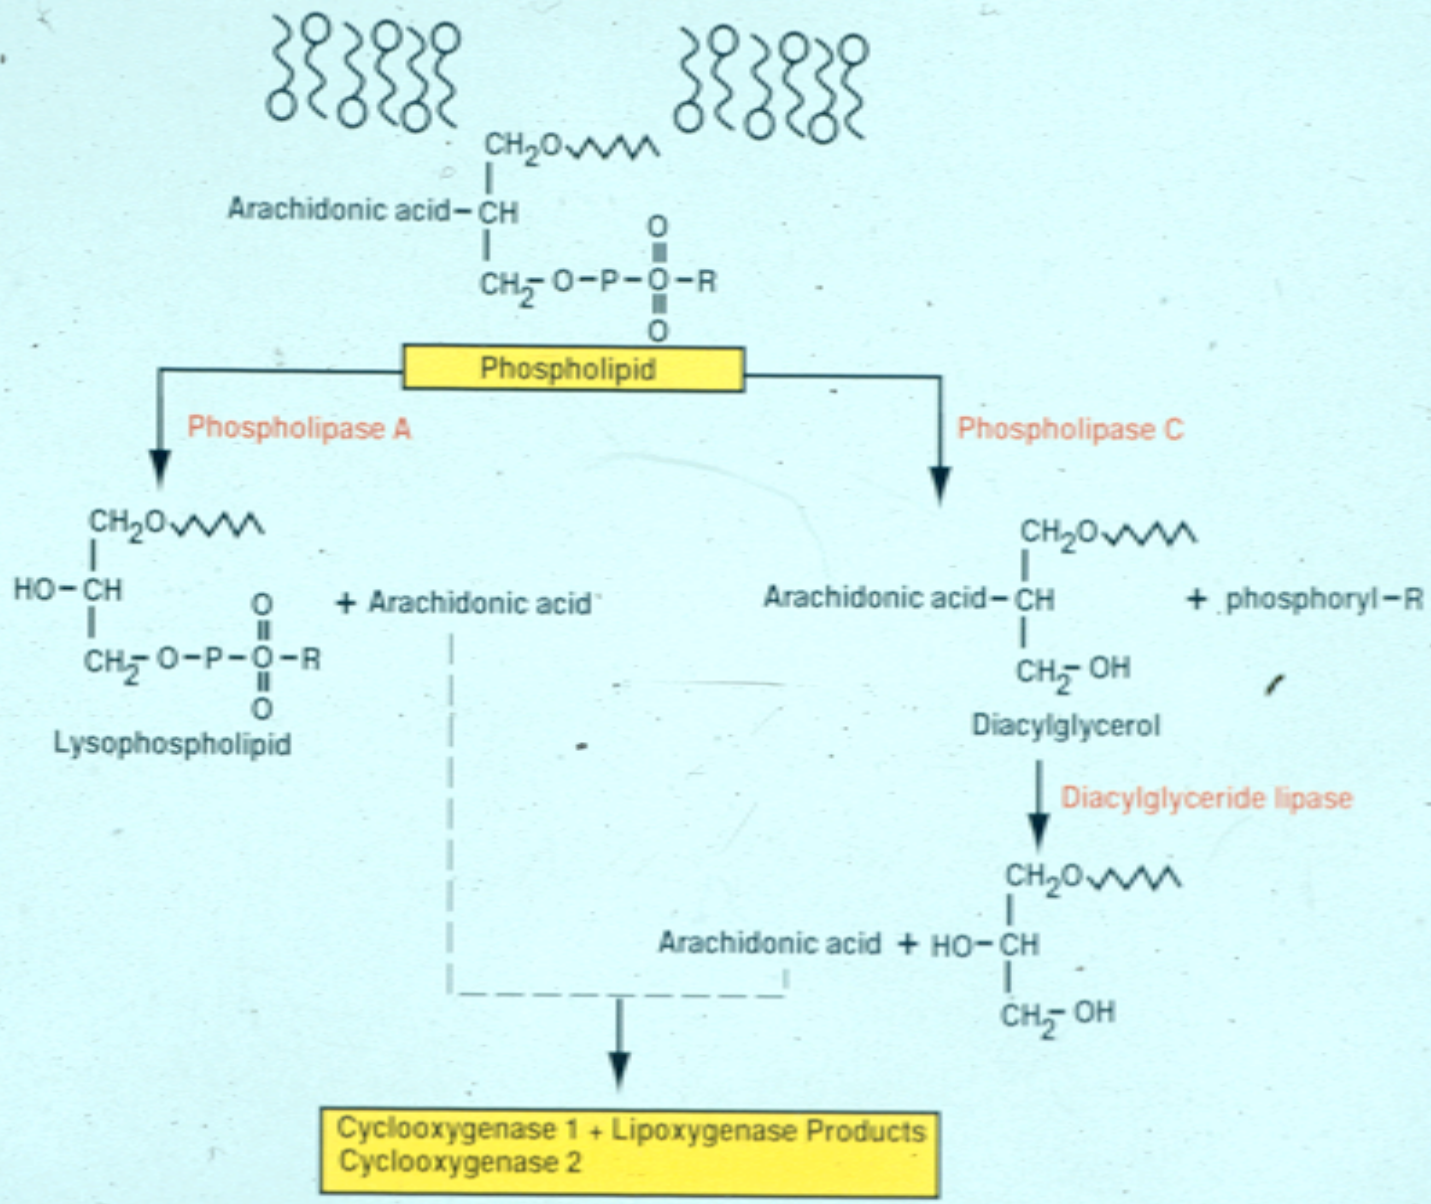 CH2O
Arachidonic acid–CH
O
CH2–O–P–O–R
O
Phospholipid
Phospholipase A
Phospholipase C
CH2O
HO–CH
O
CH2–O–P–O–R
O
+ Arachidonic acid
Lysophospholipid
CH2O
Arachidonic acid–CH
+ phosphoryl–R
CH2–OH
Diacylglycerol
Diacylglyceride lipase
CH2O
Arachidonic acid + HO–CH
CH2–OH
Cyclooxygenase 1 + Lipoxygenase Products
Cyclooxygenase 2